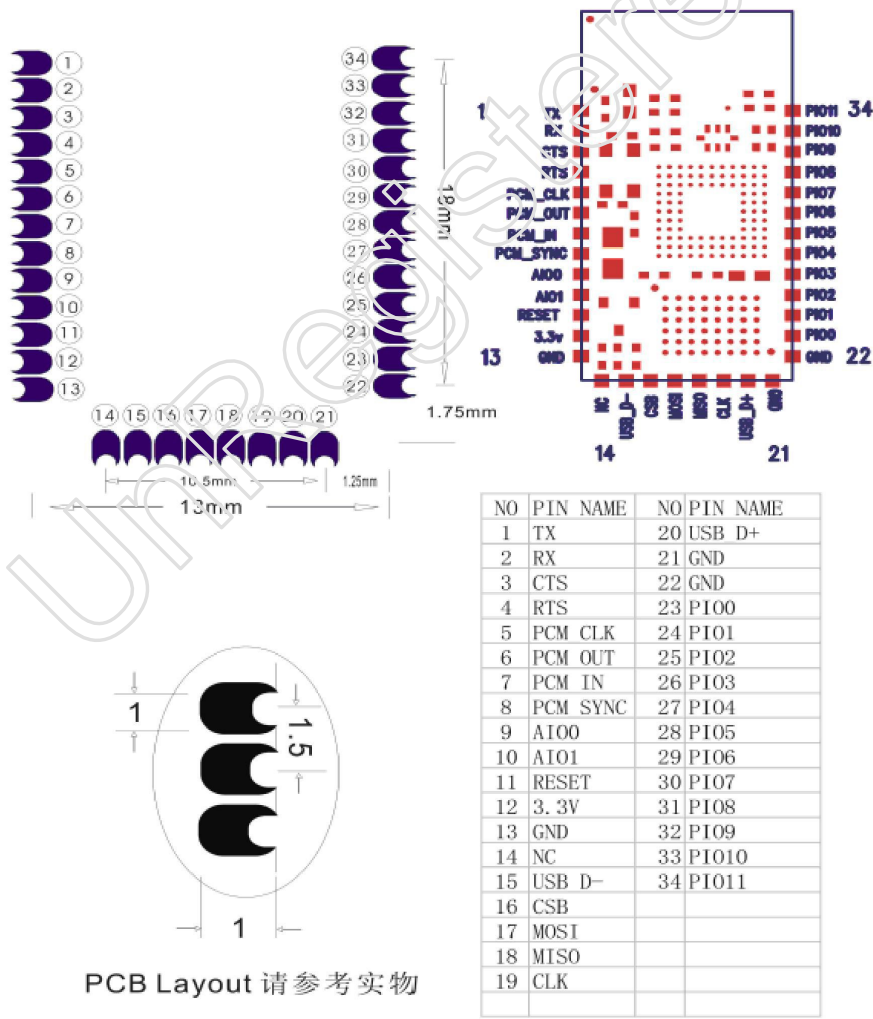 1 34
2 33
3 32
4 31
5 30
6 29
7 28
8 27
9 26
10 25
11 24
12 23
13 22
18mm
1.75mm
14 15 16 17 18 19 20 21
10.5mm 1.25mm
13mm
1 TX PIO11 34
RX PIO10
CTS PIO9
RTS PIO8
PCM_CLK PIO7
PCM_OUT PIO6
PCM_IN PIO5
PCM_SYNC PIO4
AIO0 PIO3
AIO1 PIO2
RESET PIO1
3.3v PIO0
13 GND GND 22
NC USB_D- CSB MOSI MISO CLK USB_D+ GND
14 21
NO PIN NAME NO PIN NAME
1 TX 20 USB D+
2 RX 21 GND
3 CTS 22 GND
4 RTS 23 PIO0
5 PCM CLK 24 PIO1
6 PCM OUT 25 PIO2
7 PCM IN 26 PIO3
8 PCM SYNC 27 PIO4
9 AIO0 28 PIO5
10 AIO1 29 PIO6
11 RESET 30 PIO7
12 3.3V 31 PIO8
13 GND 32 PIO9
14 NC 33 PIO10
15 USB D- 34 PIO11
16 CSB
17 MOSI
18 MISO
19 CLK
1
1.5
1
PCB Layout 请参考实物
UnRegistere